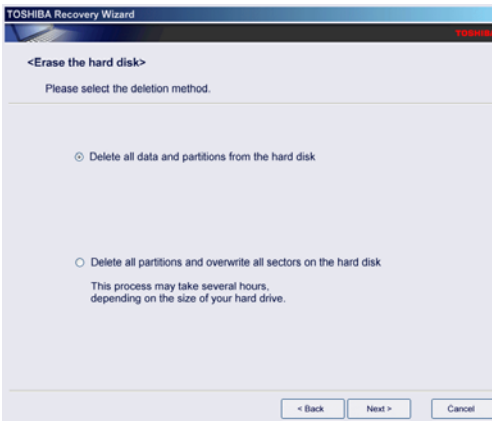 TOSHIBA Recovery Wizard
TOSHIBA
<Erase the hard disk>
Please select the deletion method.
Delete all data and partitions from the hard disk
Delete all partitions and overwrite all sectors on the hard disk
This process may take several hours,
depending on the size of your hard drive.
< Back Next > Cancel